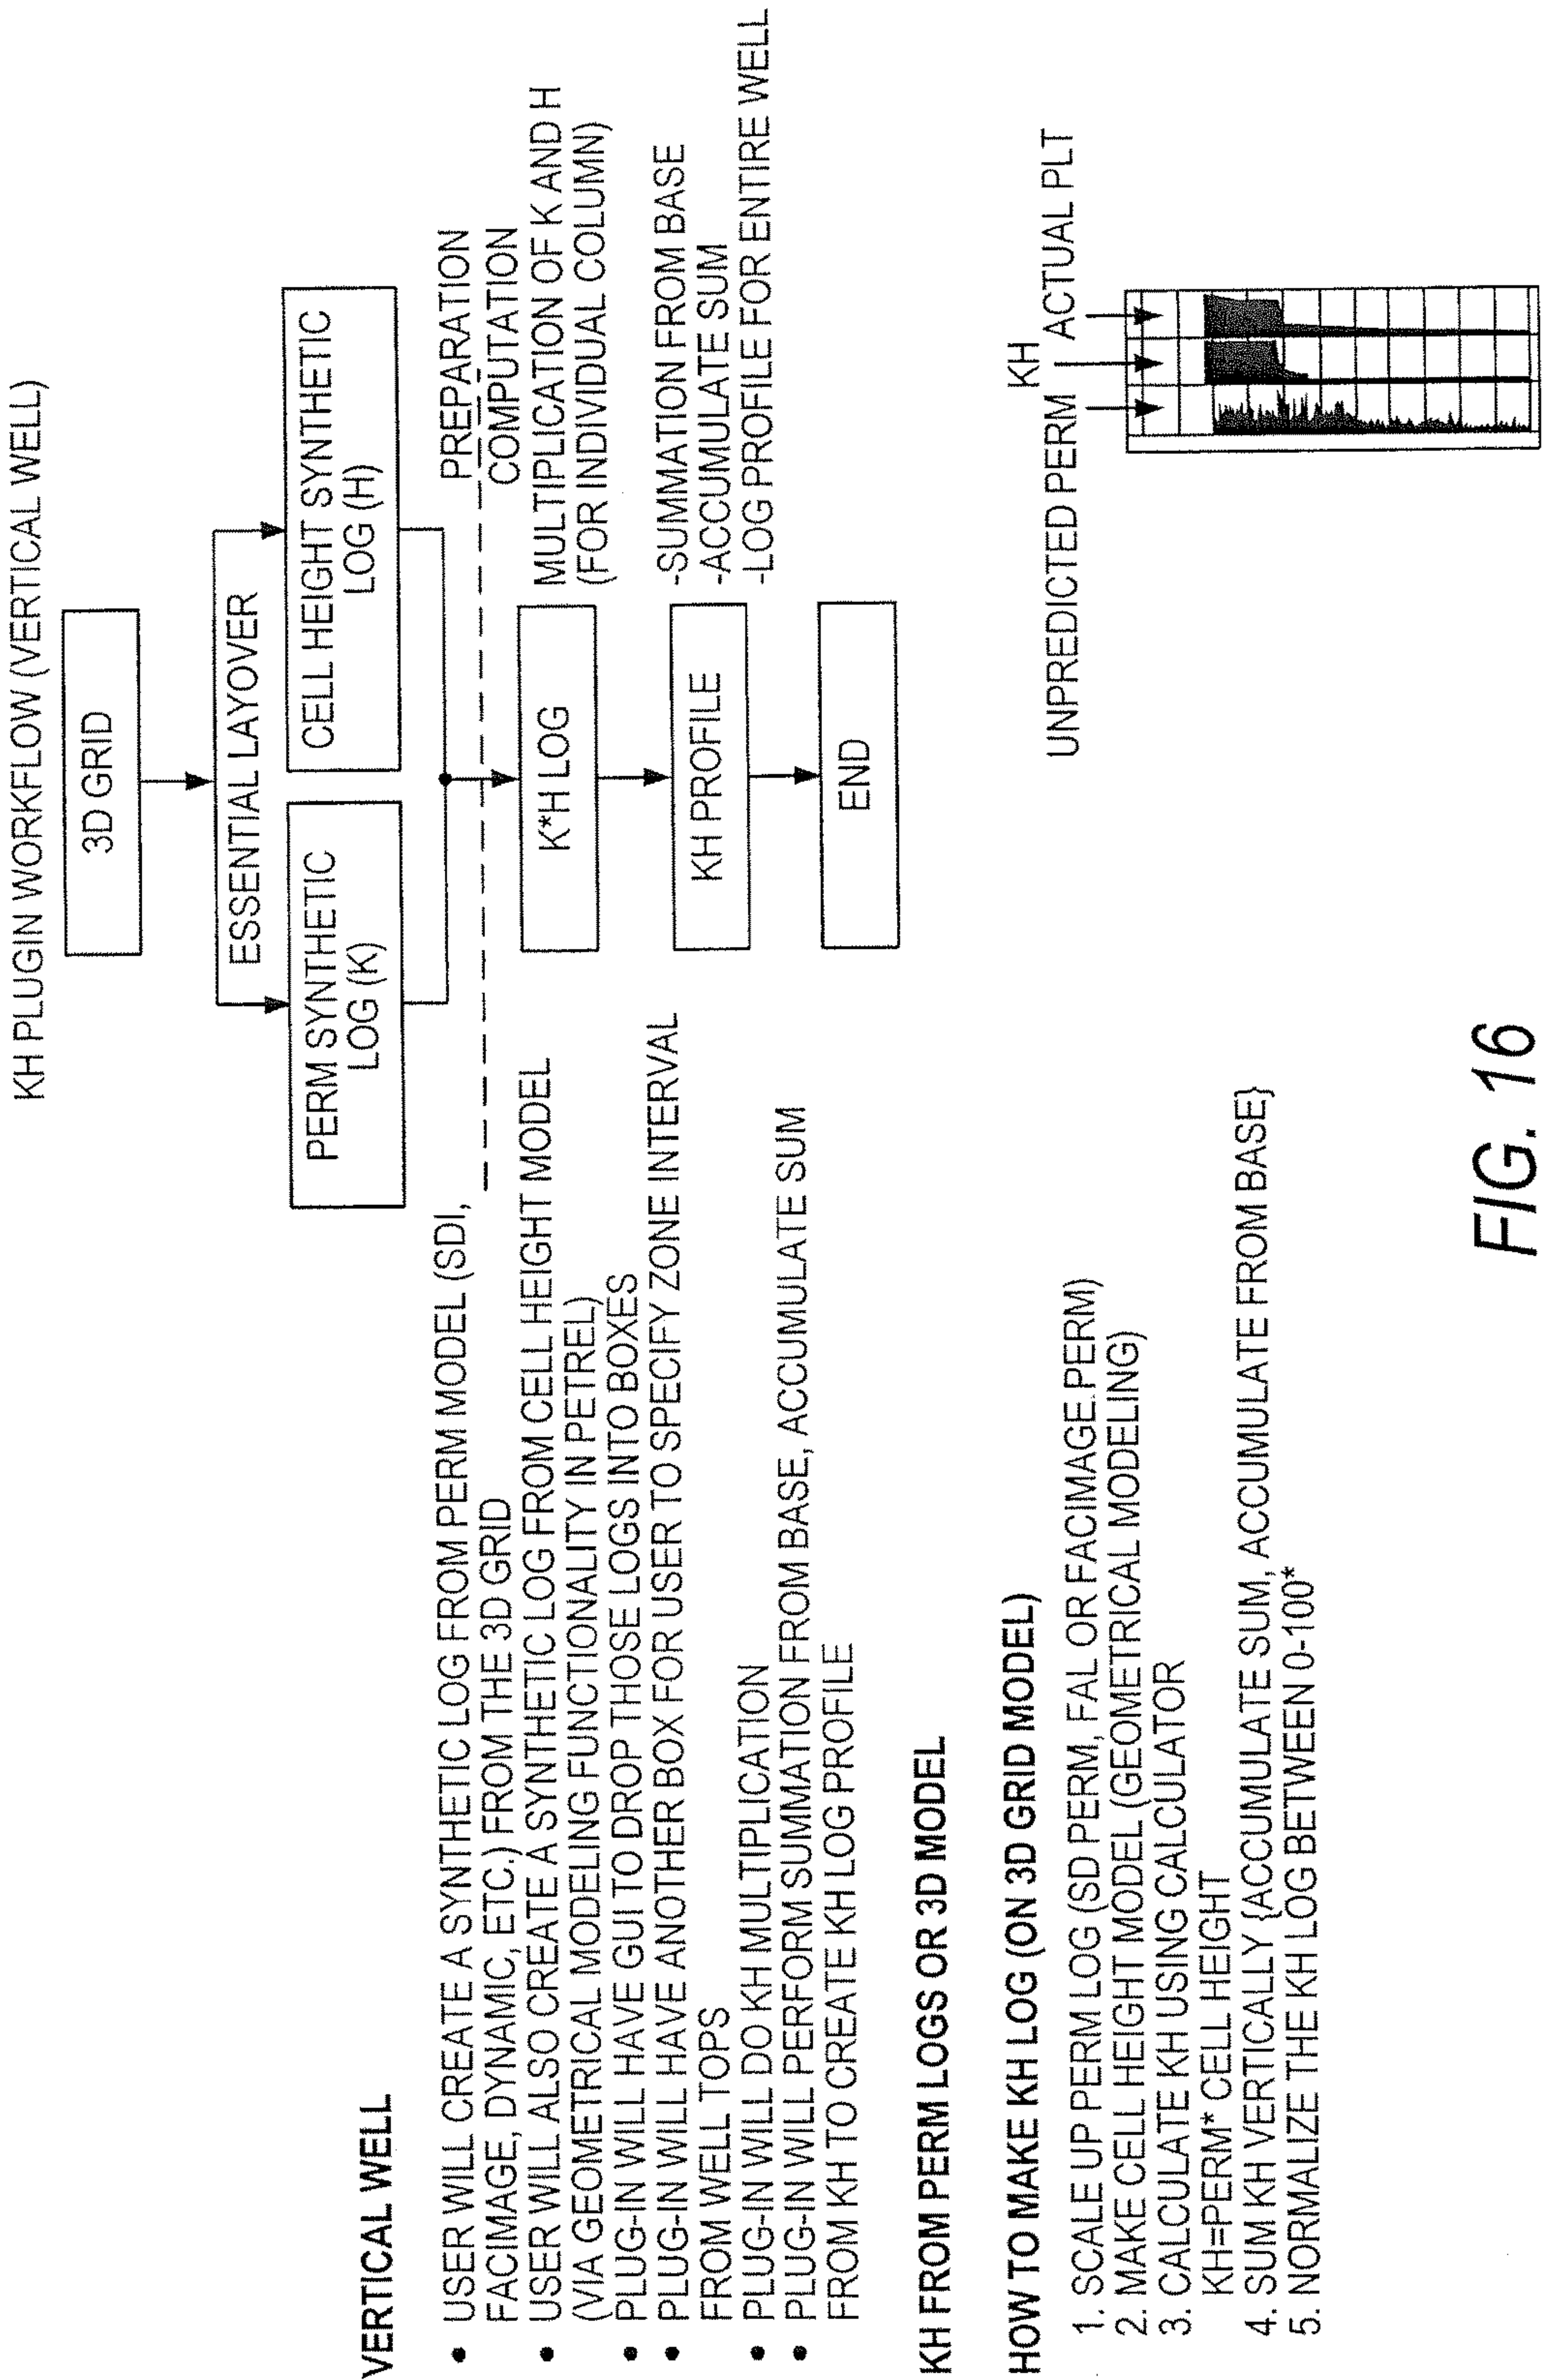 KH PLUGIN WORKFLOW (VERTICAL WELL)
3D GRID
ESSENTIAL LAYOVER
PERM SYNTHETIC
LOG (K)
CELL HEIGHT SYNTHETIC
LOG (H)
PREPARATION
COMPUTATION
K*H LOG
MULTIPLICATION OF K AND H
(FOR INDIVIDUAL COLUMN)
KH PROFILE
-SUMMATION FROM BASE
-ACCUMULATE SUM
-LOG PROFILE FOR ENTIRE WELL
END
VERTICAL WELL
• USER WILL CREATE A SYNTHETIC LOG FROM PERM MODEL (SDI,
FACIMAGE, DYNAMIC, ETC.) FROM THE 3D GRID
• USER WILL ALSO CREATE A SYNTHETIC LOG FROM CELL HEIGHT MODEL
(VIA GEOMETRICAL MODELING FUNCTIONALITY IN PETREL)
• PLUG-IN WILL HAVE GUI TO DROP THOSE LOGS INTO BOXES
• PLUG-IN WILL HAVE ANOTHER BOX FOR USER TO SPECIFY ZONE INTERVAL
FROM WELL TOPS
• PLUG-IN WILL DO KH MULTIPLICATION
• PLUG-IN WILL PERFORM SUMMATION FROM BASE, ACCUMULATE SUM
FROM KH TO CREATE KH LOG PROFILE
KH FROM PERM LOGS OR 3D MODEL
HOW TO MAKE KH LOG (ON 3D GRID MODEL)
1. SCALE UP PERM LOG (SD PERM, FAL OR FACIMAGE.PERM)
2. MAKE CELL HEIGHT MODEL (GEOMETRICAL MODELING)
3. CALCULATE KH USING CALCULATOR
KH=PERM* CELL HEIGHT
4. SUM KH VERTICALLY {ACCUMULATE SUM, ACCUMULATE FROM BASE}
5. NORMALIZE THE KH LOG BETWEEN 0-100*
KH
UNPREDICTED PERM
ACTUAL PLT
FIG. 16